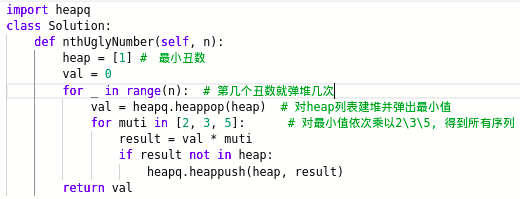 import heapq
class Solution:
    def nthUglyNumber(self, n):
        heap = [1] #  最小丑数
        val = 0
        for _ in range(n):  # 第几个丑数就弹堆几次
            val = heapq.heappop(heap)  # 对heap列表建堆并弹出最小值
            for muti in [2, 3, 5]:      # 对最小值依次乘以2\3\5, 得到所有序列
                result = val * muti
                if result not in heap:
                    heapq.heappush(heap, result)
        return val